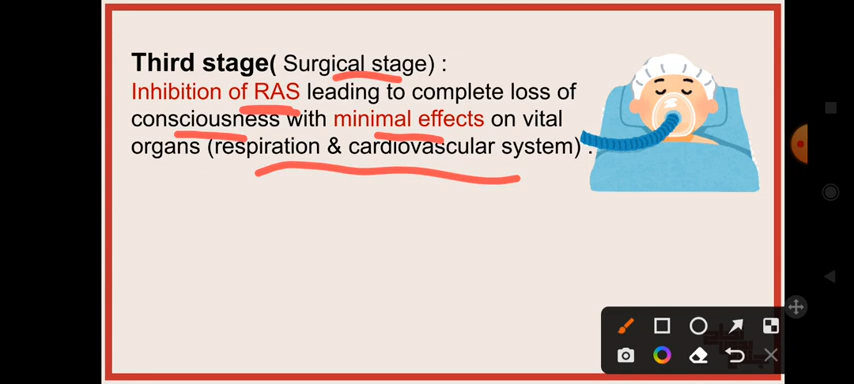 Third stage( Surgical stage) :
Inhibition of RAS leading to complete loss of
consciousness with minimal effects on vital
organs (respiration & cardiovascular system) .